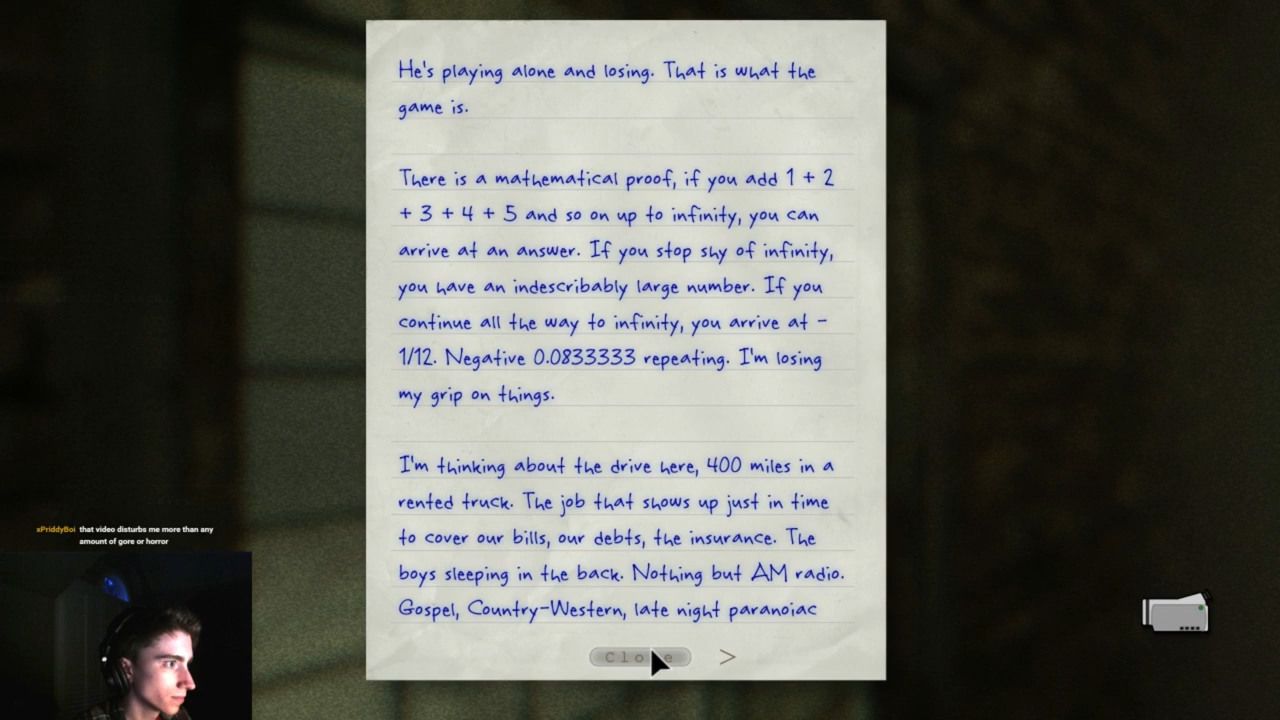 He's playing alone and losing. That is what the
game is.
There is a mathematical proof, if you add 1 + 2
+ 3 + 4 + 5 and so on up to infinity, you can
arrive at an answer. If you stop shy of infinity,
you have an indescribably large number. If you
continue all the way to infinity, you arrive at -
1/12. Negative 0.0833333 repeating. I'm losing
my grip on things.
I'm thinking about the drive here, 400 miles in a
rented truck. The job that shows up just in time
to cover our bills, our debts, the insurance. The
boys sleeping in the back. Nothing but AM radio.
Gospel, Country-Western, late night paranoiac
Close >
xPriddyBoi that video disturbs me more than any
amount of gore or horror